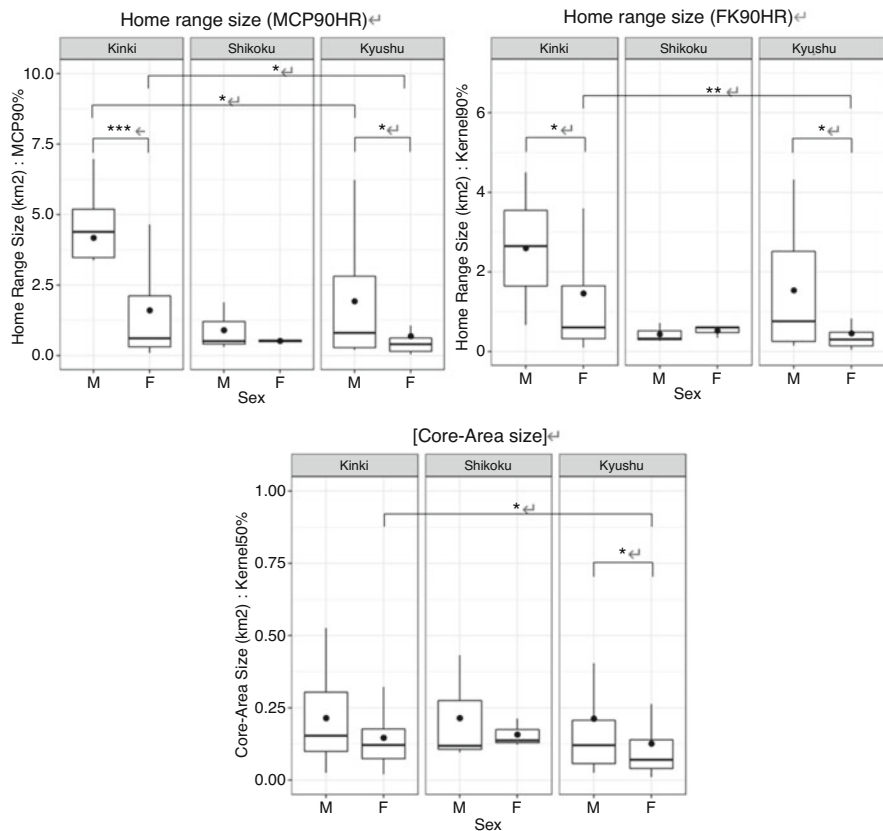 Home range size (MCP90HR)↵
Kinki Shikoku Kyushu
Home Range Size (km2) : MCP90%
10.0
7.5
5.0
2.5
0.0
*↵
*↵
*** ←
*↵
M F M F M F
Sex
Home range size (FK90HR)↵
Kinki Shikoku Kyushu
Home Range Size (km2) : Kernel90%
6
4
2
0
**↵
*↵
*↵
M F M F M F
Sex
[Core-Area size]↵
Kinki Shikoku Kyushu
Core-Area Size (km2) : Kernel50%
1.00
0.75
0.50
0.25
0.00
*↵
*↵
M F M F M F
Sex